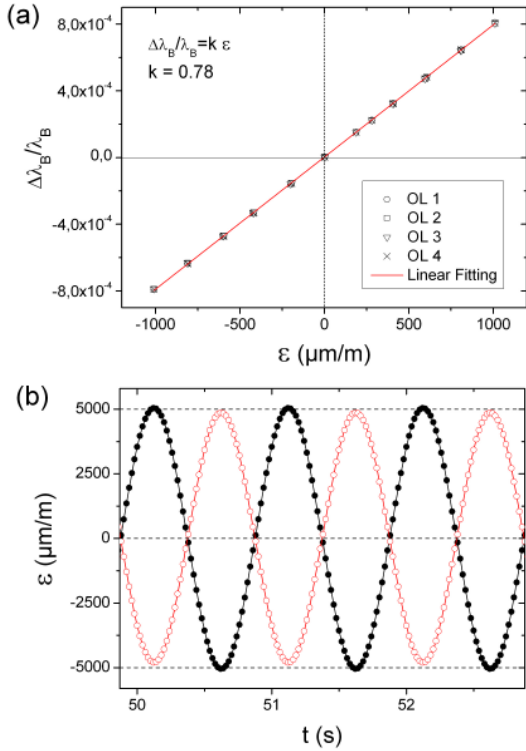 (a)
Δλ_B/λ_B=k ε
k = 0.78
8,0x10⁻⁴
4,0x10⁻⁴
0,0
-4,0x10⁻⁴
-8,0x10⁻⁴
Δλ_B/λ_B
OL 1
OL 2
OL 3
OL 4
Linear Fitting
-1000 -500 0 500 1000
ε (μm/m)
(b)
5000
2500
0
-2500
-5000
ε (μm/m)
50 51 52
t (s)